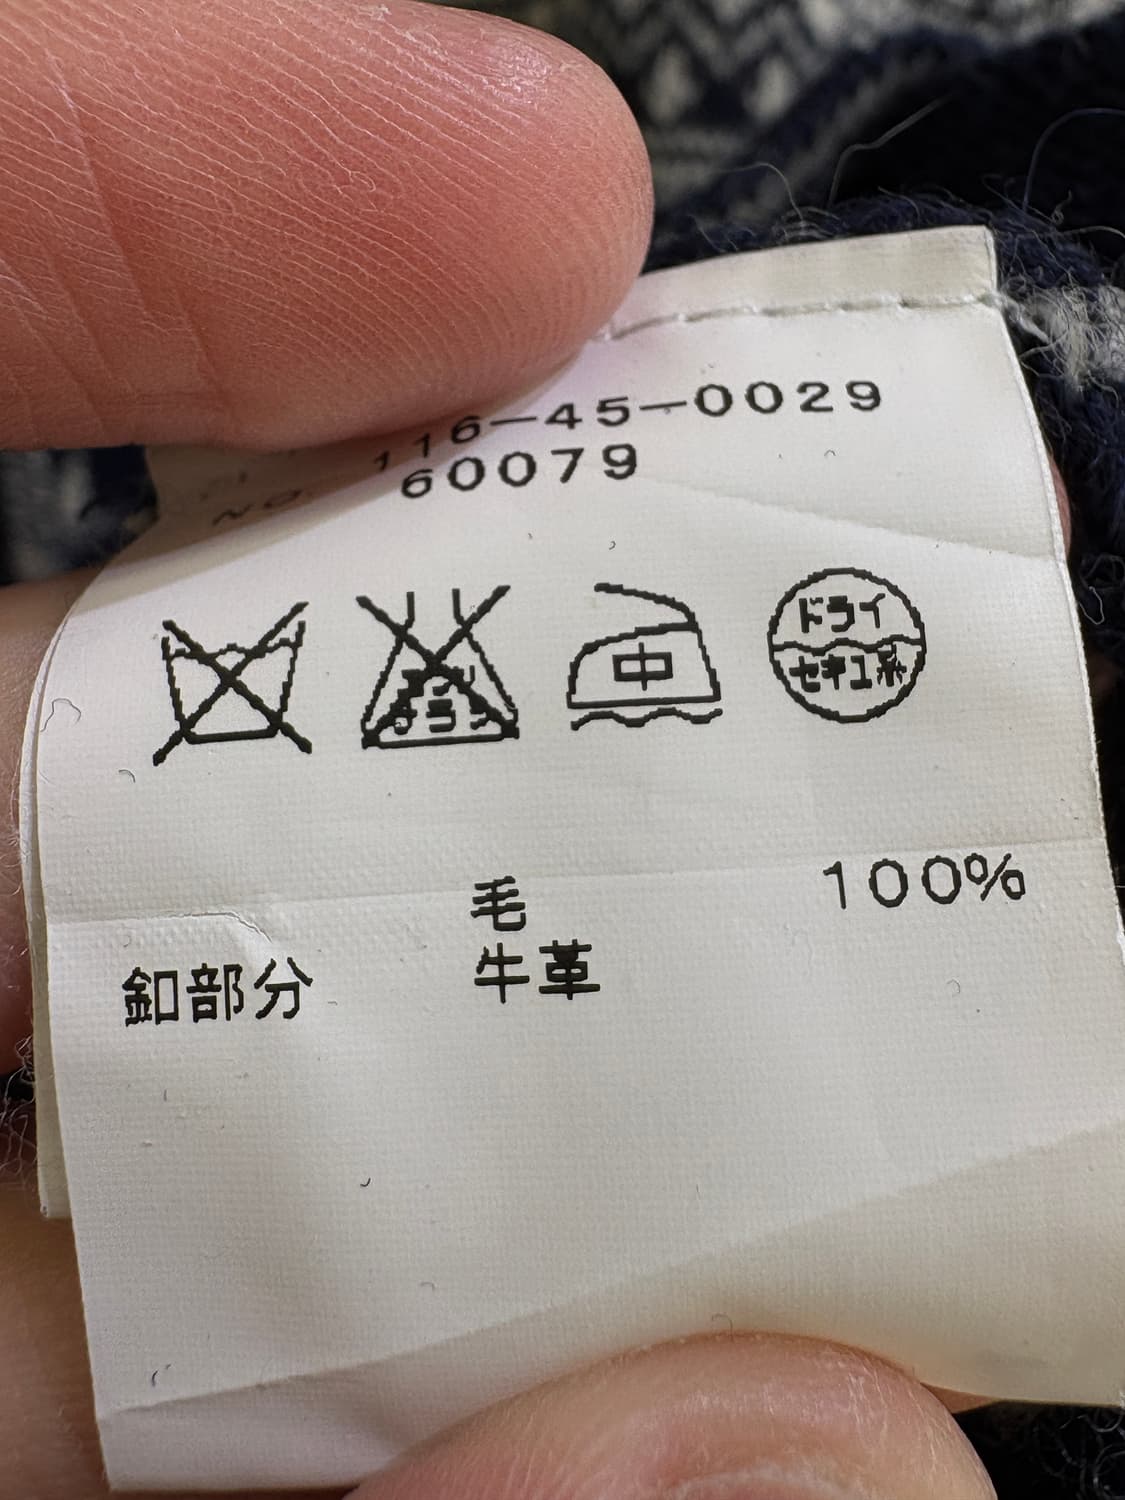 116-45-0029
NO. 60079
中
ドライ
セキユ系
毛 100%
釦部分 牛革